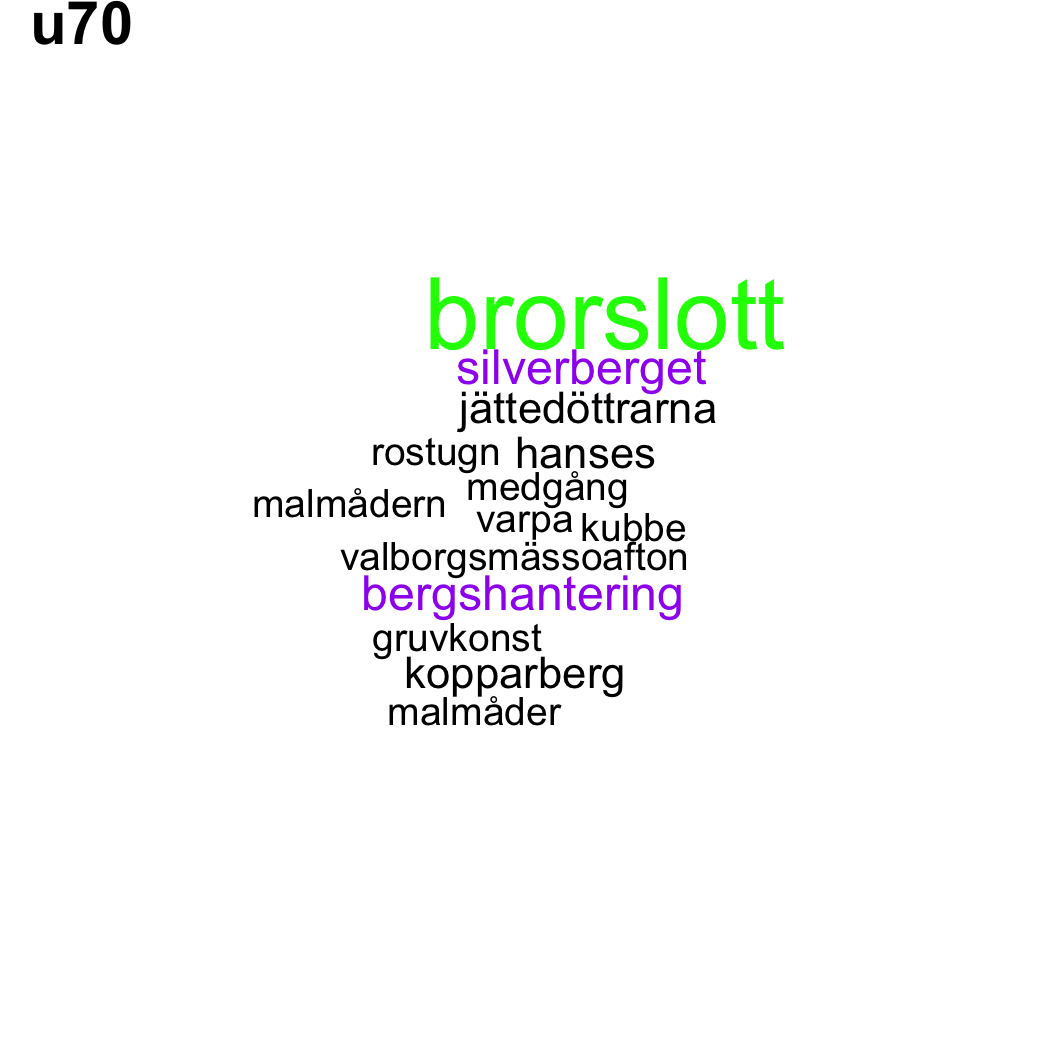 u70
brorslott
silverberget
jättedöttrarna
rostugn hanses
medgång
malmådern
varpa kubbe
valborgsmässoafton
bergshantering
gruvkonst
kopparberg
malmåder